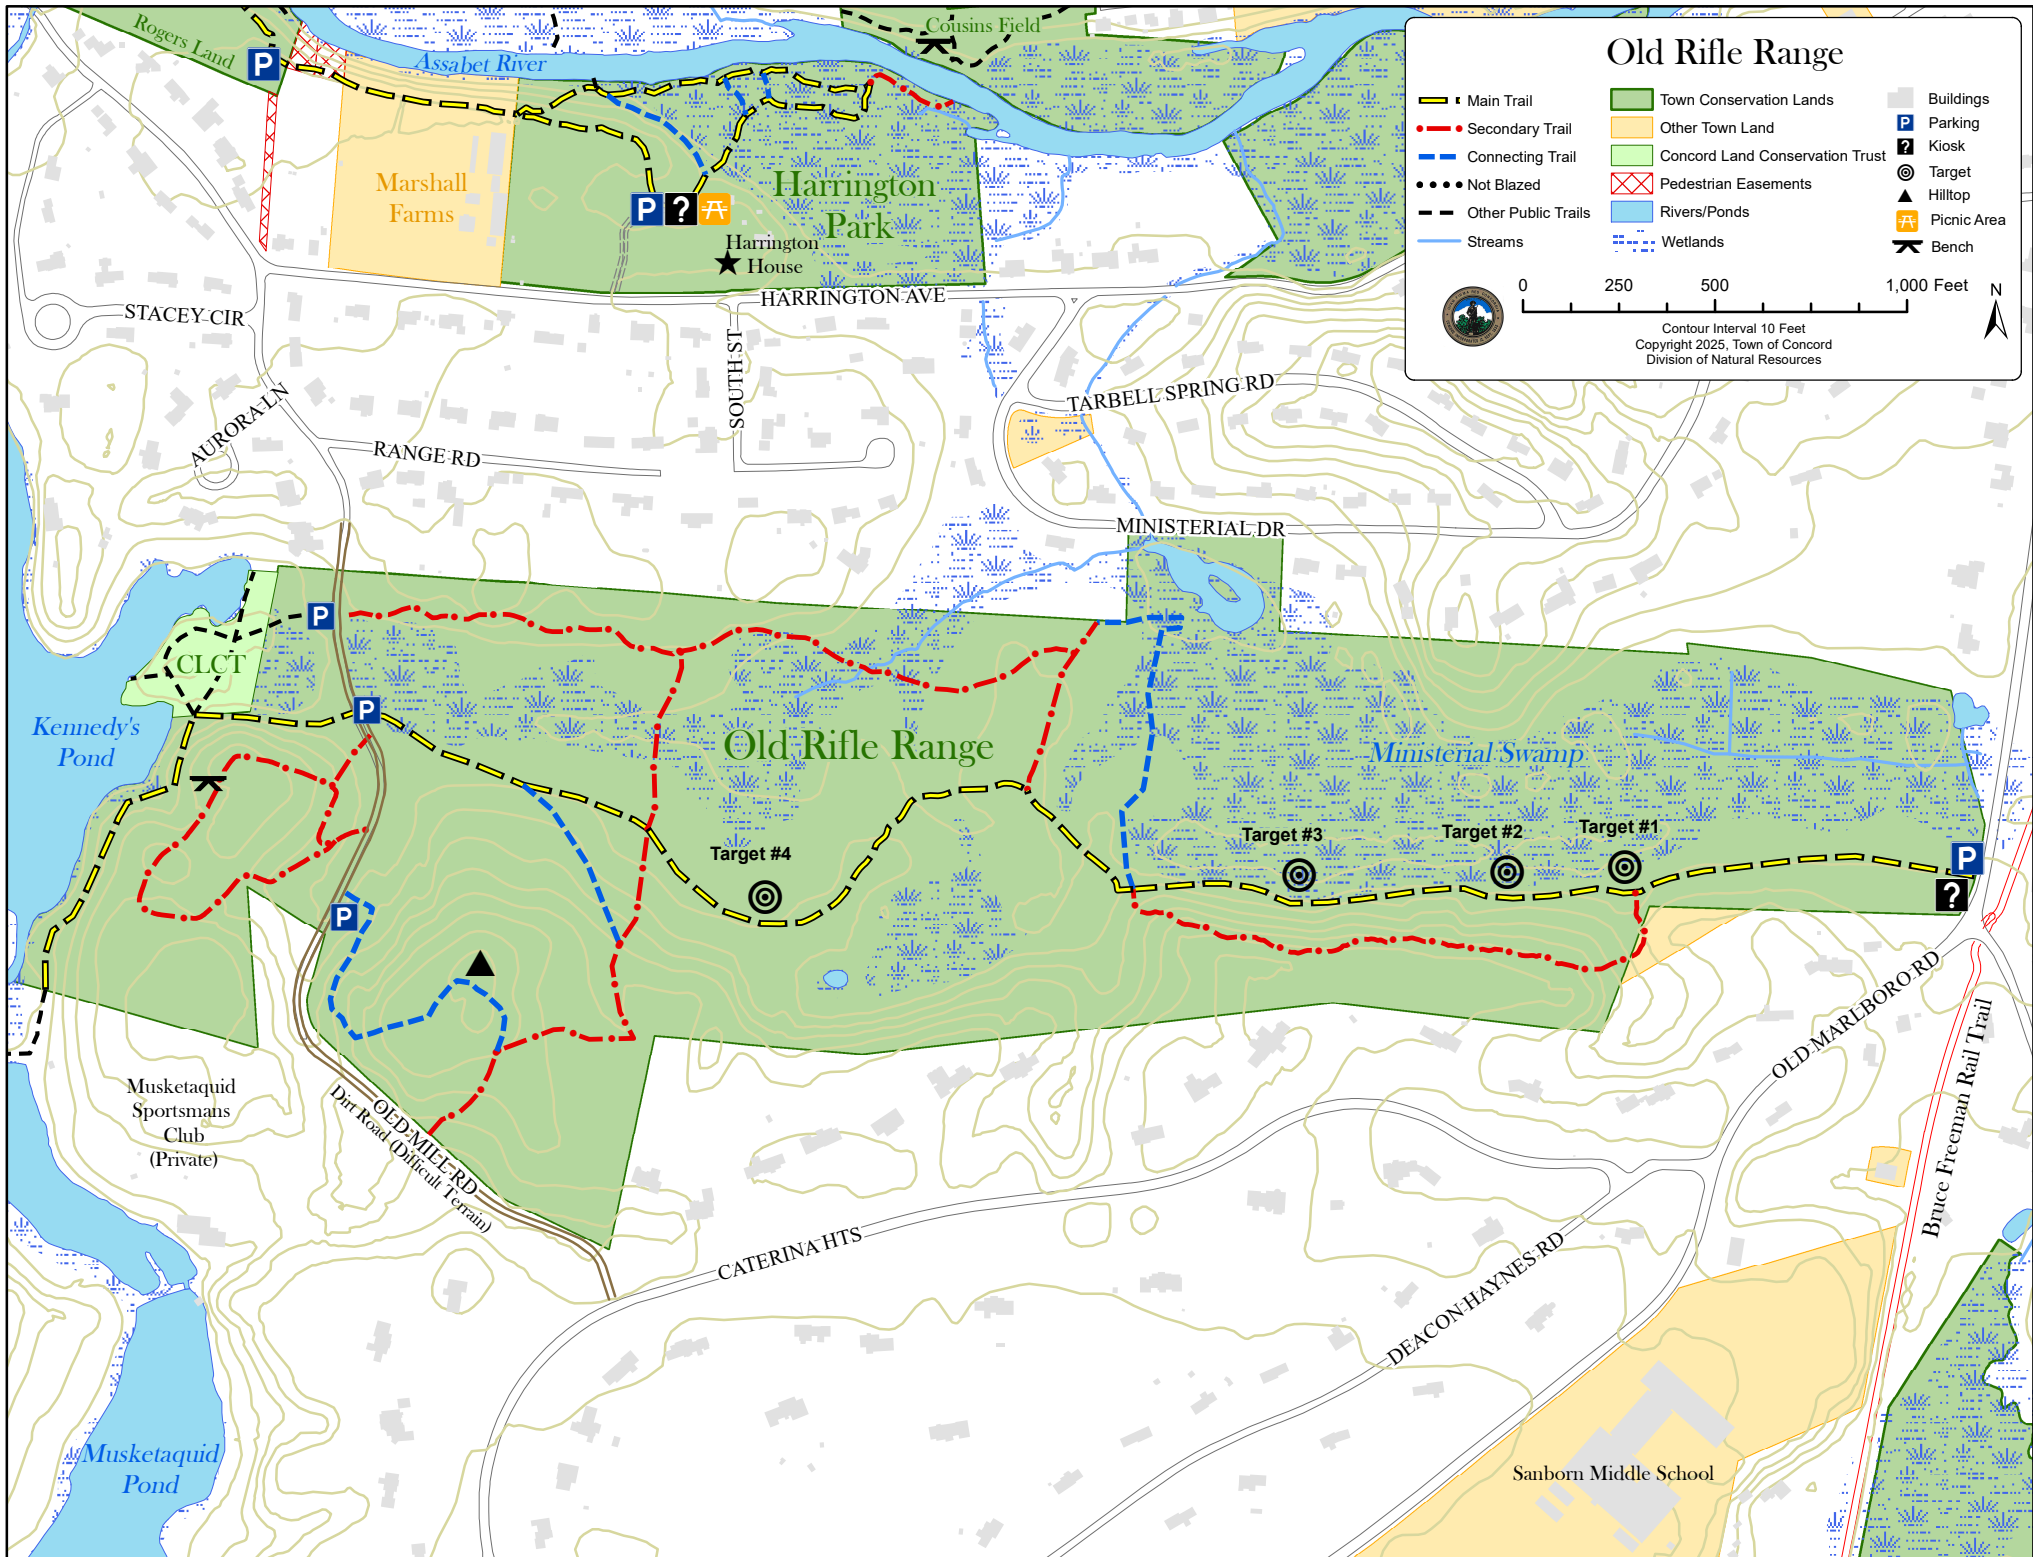 Old Rifle Range
Main Trail
Secondary Trail
Connecting Trail
Not Blazed
Other Public Trails
Streams
Town Conservation Lands
Other Town Land
Concord Land Conservation Trust
Pedestrian Easements
Rivers/Ponds
Wetlands
Buildings
P Parking
? Kiosk
Target
Hilltop
Picnic Area
Bench
0 250 500 1,000 Feet
N
Contour Interval 10 Feet
Copyright 2025, Town of Concord
Division of Natural Resources
Rogers Land
P
Assabet River
Cousins Field
Marshall
Farms
Harrington
Park
P ?
Harrington
House
HARRINGTON AVE
STACEY CIR
SOUTH ST
AURORA LN
RANGE RD
TARBELL SPRING RD
MINISTERIAL DR
P
CLCT
P
Kennedy's
Pond
Old Rifle Range
Ministerial Swamp
Target #4
Target #3
Target #2
Target #1
P
?
P
OLD MARLBORO RD
Bruce Freeman Rail Trail
Musketaquid
Sportsmans
Club
(Private)
OLD MILL RD
Dirt Road (Difficult Terrain)
CATERINA HTS
DEACON HAYNES RD
Musketaquid
Pond
Sanborn Middle School